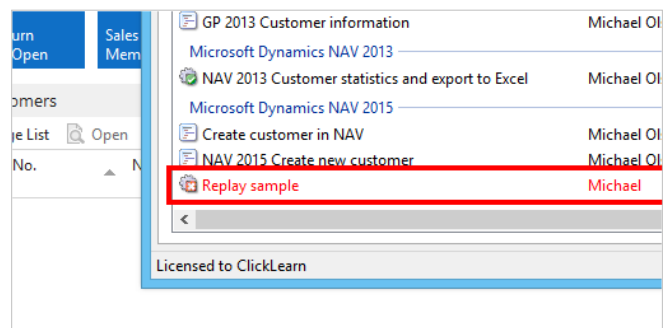 urn
Open
Sales
Mem
omers
ge List
Open
No.
N
GP 2013 Customer information
Michael Ol
Microsoft Dynamics NAV 2013
NAV 2013 Customer statistics and export to Excel
Michael Ol
Microsoft Dynamics NAV 2015
Create customer in NAV
Michael Ol
NAV 2015 Create new customer
Michael Ol
Replay sample
Michael
Licensed to ClickLearn